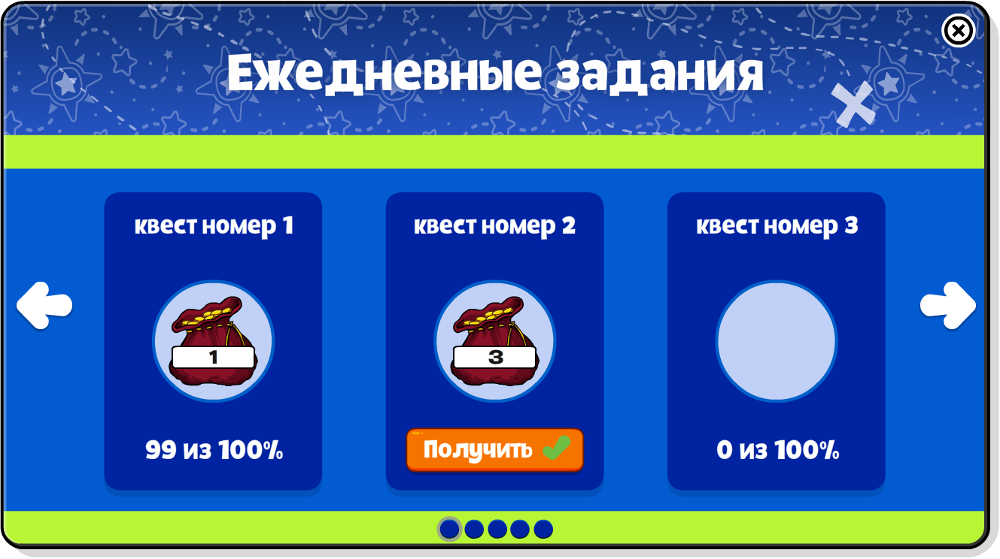 Ежедневные задания
квест номер 1
квест номер 2
квест номер 3
1
3
99 из 100%
Получить
0 из 100%